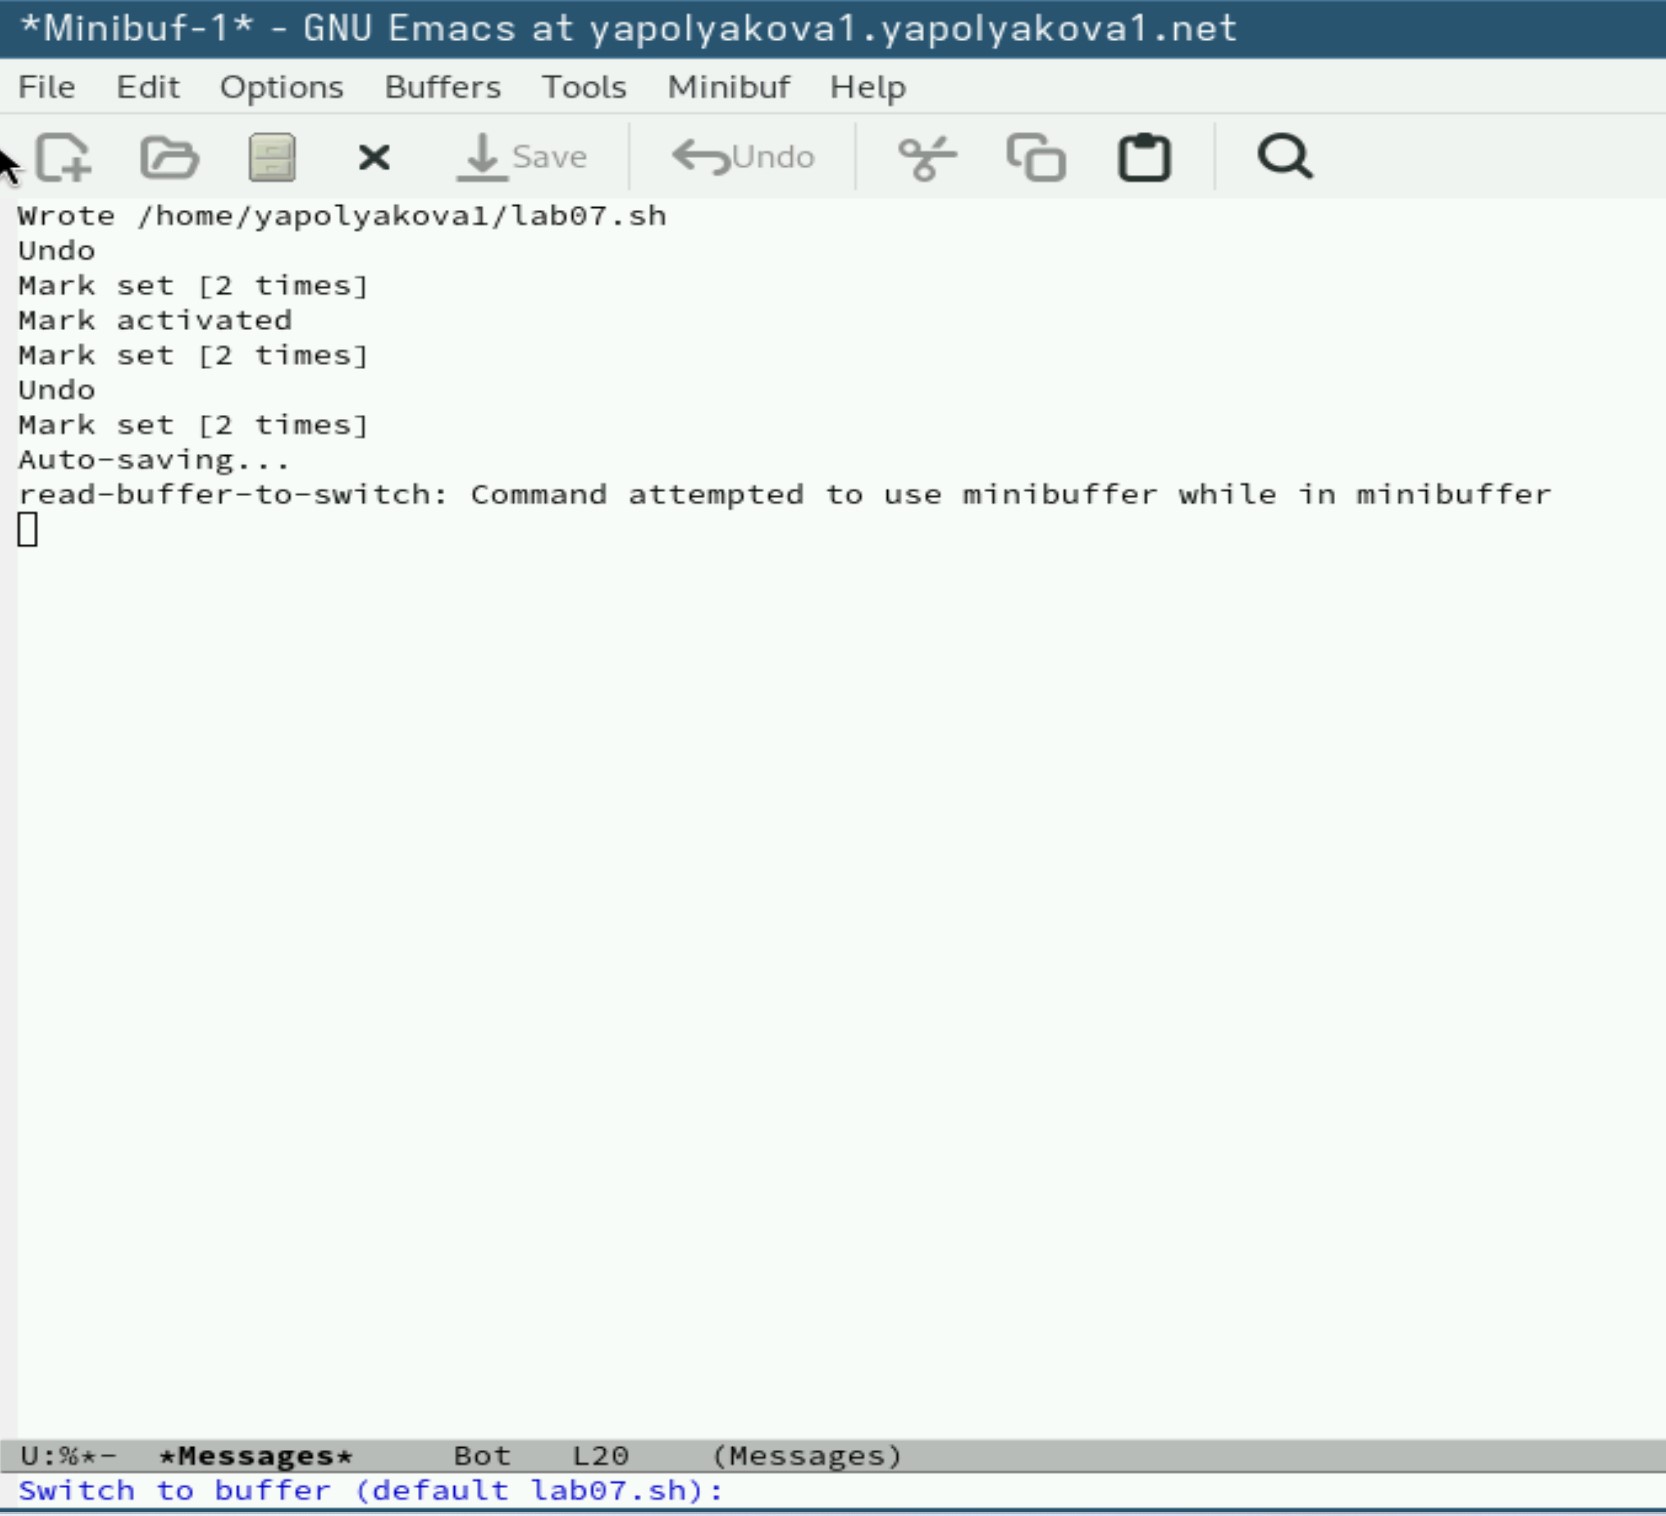 *Minibuf-1* - GNU Emacs at yapolyakova1.yapolyakova1.net
File Edit Options Buffers Tools Minibuf Help
Save Undo
Wrote /home/yapolyakova1/lab07.sh
Undo
Mark set [2 times]
Mark activated
Mark set [2 times]
Undo
Mark set [2 times]
Auto-saving...
read-buffer-to-switch: Command attempted to use minibuffer while in minibuffer
U:%*-  *Messages*     Bot   L20    (Messages)
Switch to buffer (default lab07.sh):